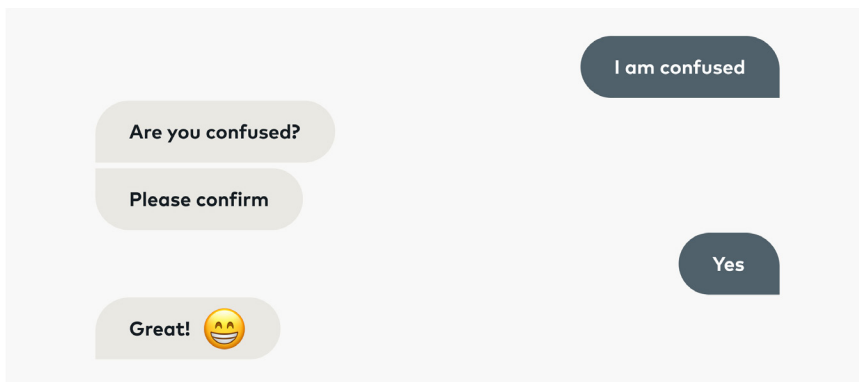 I am confused
Are you confused?
Please confirm
Yes
Great! 😁